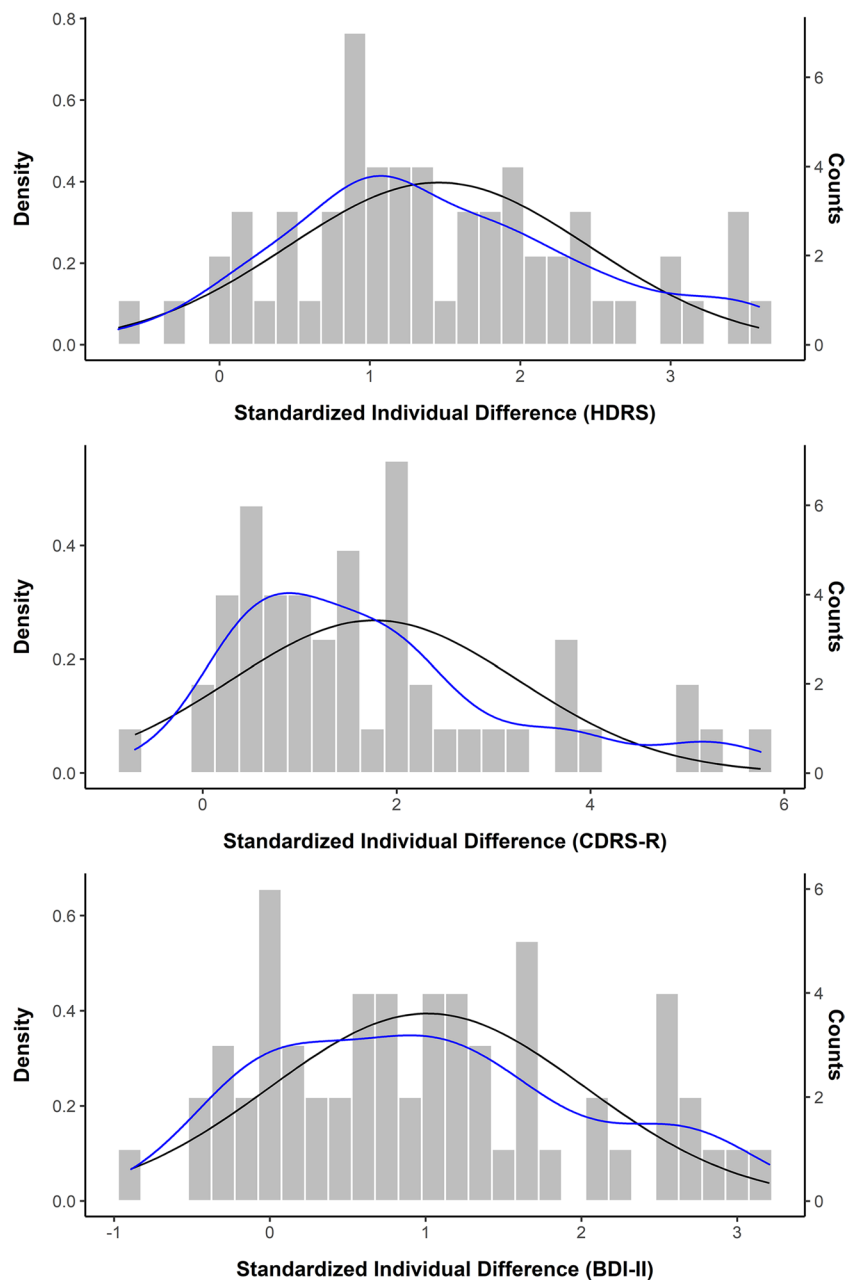 0.8
0.6
0.4
0.2
0.0
Density
6
4
2
0
Counts
0 1 2 3
Standardized Individual Difference (HDRS)
0.4
0.2
0.0
Density
6
4
2
0
Counts
0 2 4 6
Standardized Individual Difference (CDRS-R)
0.6
0.4
0.2
0.0
Density
6
4
2
0
Counts
-1 0 1 2 3
Standardized Individual Difference (BDI-II)